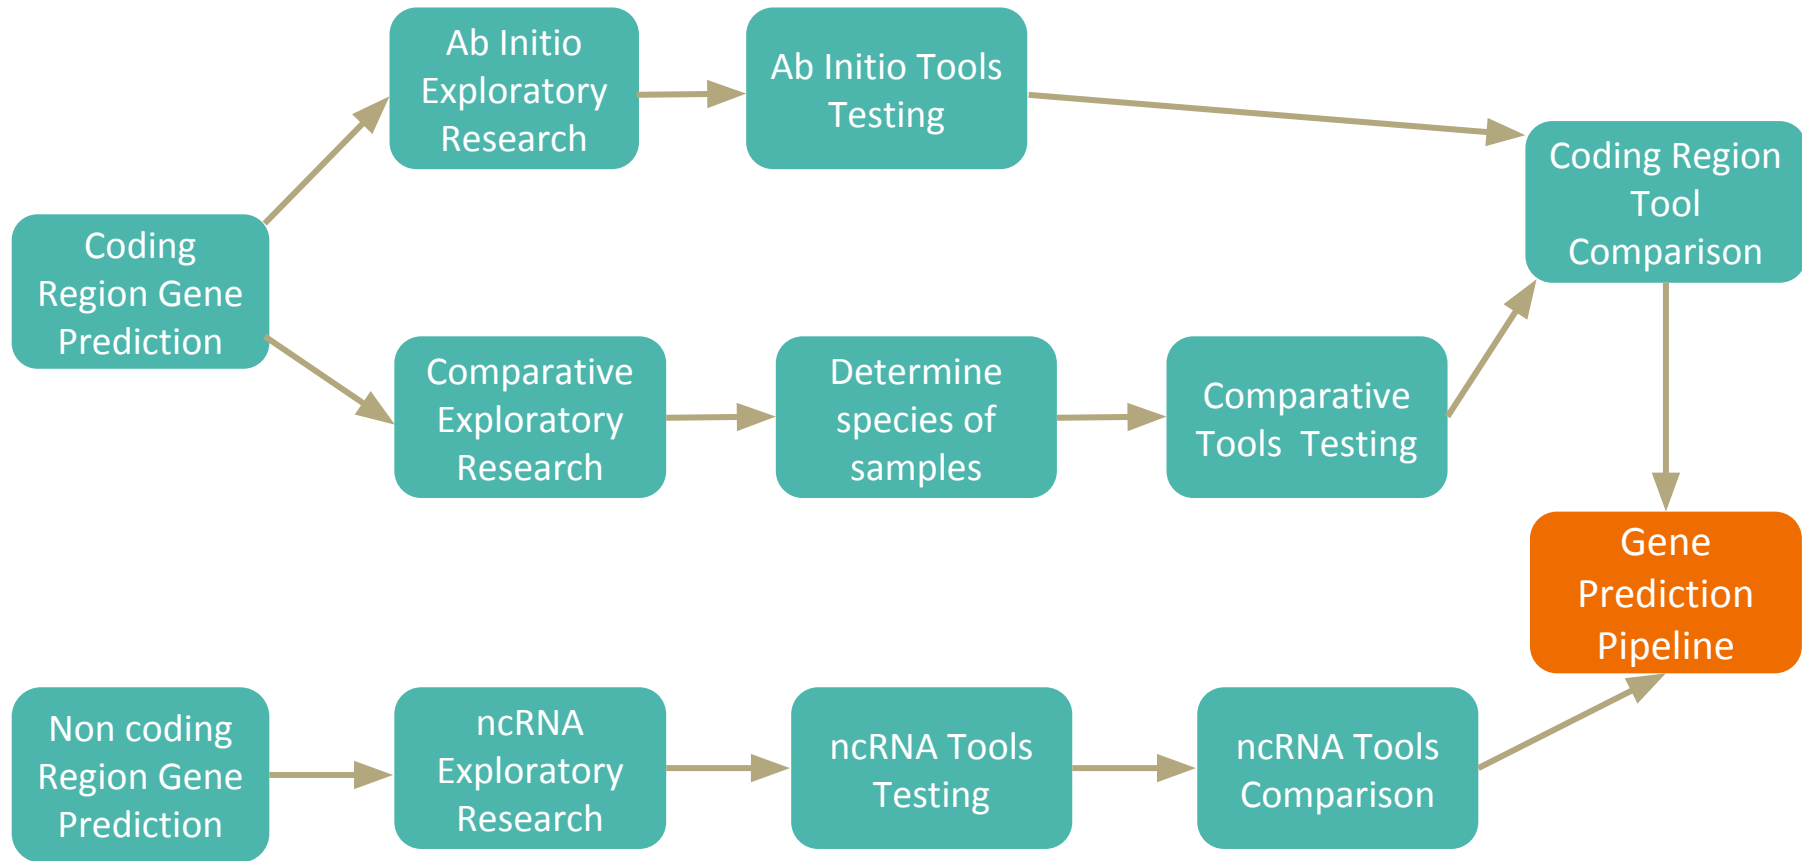 Ab Initio
Exploratory
Research
Ab Initio Tools
Testing
Coding Region
Tool
Comparison
Coding
Region Gene
Prediction
Comparative
Exploratory
Research
Determine
species of
samples
Comparative
Tools  Testing
Gene
Prediction
Pipeline
Non coding
Region Gene
Prediction
ncRNA
Exploratory
Research
ncRNA Tools
Testing
ncRNA Tools
Comparison